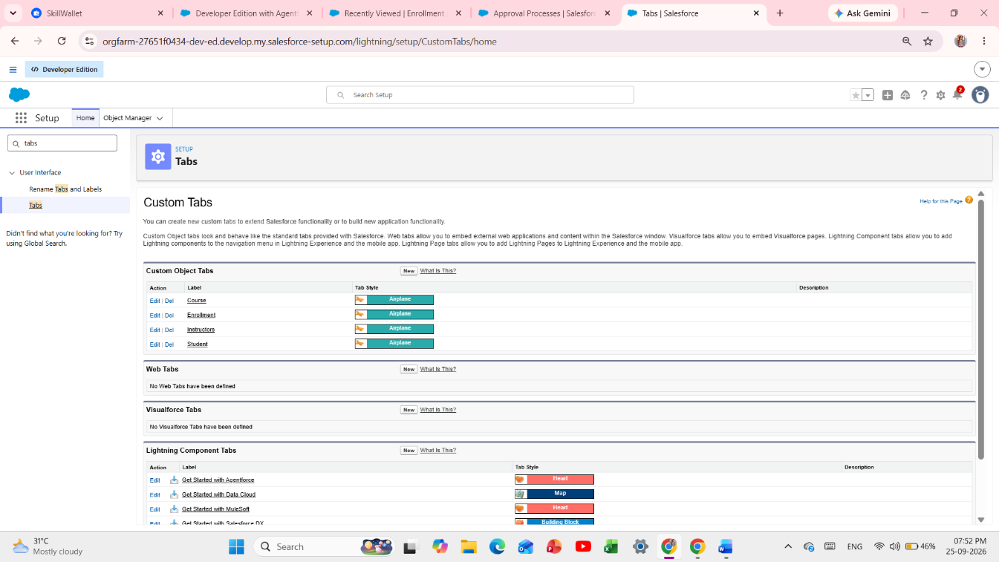 SkillWallet
Developer Edition with Agent
Recently Viewed | Enrollment
Approval Processes | Salesforc
Tabs | Salesforce
Ask Gemini
orgfarm-27651f0434-dev-ed.develop.my.salesforce-setup.com/lightning/setup/CustomTabs/home
Developer Edition
Search Setup
2
Setup
Home
Object Manager
tabs
User Interface
Rename Tabs and Labels
Tabs
Didn't find what you're looking for? Try
using Global Search.
SETUP
Tabs
Custom Tabs
Help for this Page
You can create new custom tabs to extend Salesforce functionality or to build new application functionality.
Custom Object tabs look and behave like the standard tabs provided with Salesforce. Web tabs allow you to embed external web applications and content within the Salesforce window. Visualforce tabs allow you to embed Visualforce pages. Lightning Component tabs allow you to add
Lightning components to the navigation menu in Lightning Experience and the mobile app. Lightning Page tabs allow you to add Lightning Pages to Lightning Experience and the mobile app.
Custom Object Tabs New What Is This?
Action Label Tab Style Description
Edit | Del Course Airplane
Edit | Del Enrollment Airplane
Edit | Del Instructors Airplane
Edit | Del Student Airplane
Web Tabs New What Is This?
No Web Tabs have been defined
Visualforce Tabs New What Is This?
No Visualforce Tabs have been defined
Lightning Component Tabs New What Is This?
Action Label Tab Style Description
Edit Get Started with Agentforce Heart
Edit Get Started with Data Cloud Map
Edit Get Started with MuleSoft Heart
Edit Get Started with Salesforce DX Building Block
31°C
Mostly cloudy
Search
ENG
46%
07:52 PM
25-09-2026